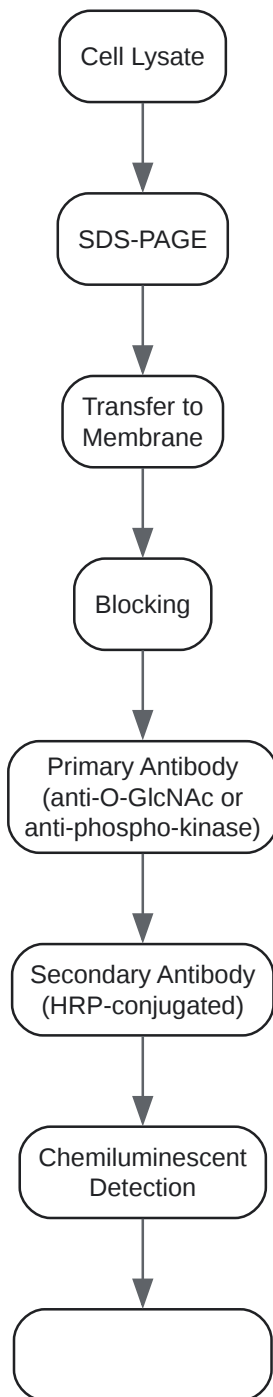 Cell Lysate
SDS-PAGE
Transfer to
Membrane
Blocking
Primary Antibody
(anti-O-GlcNAc or
anti-phospho-kinase)
Secondary Antibody
(HRP-conjugated)
Chemiluminescent
Detection